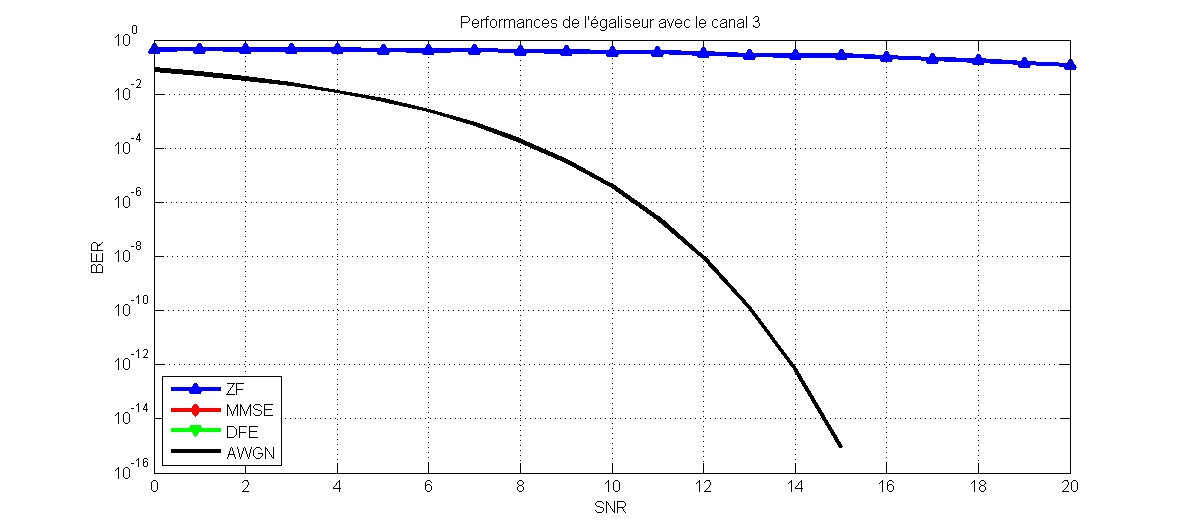 Performances de l'égaliseur avec le canal 3
10^0
10^-2
10^-4
10^-6
10^-8
10^-10
10^-12
10^-14
10^-16
BER
ZF
MMSE
DFE
AWGN
0 2 4 6 8 10 12 14 16 18 20
SNR